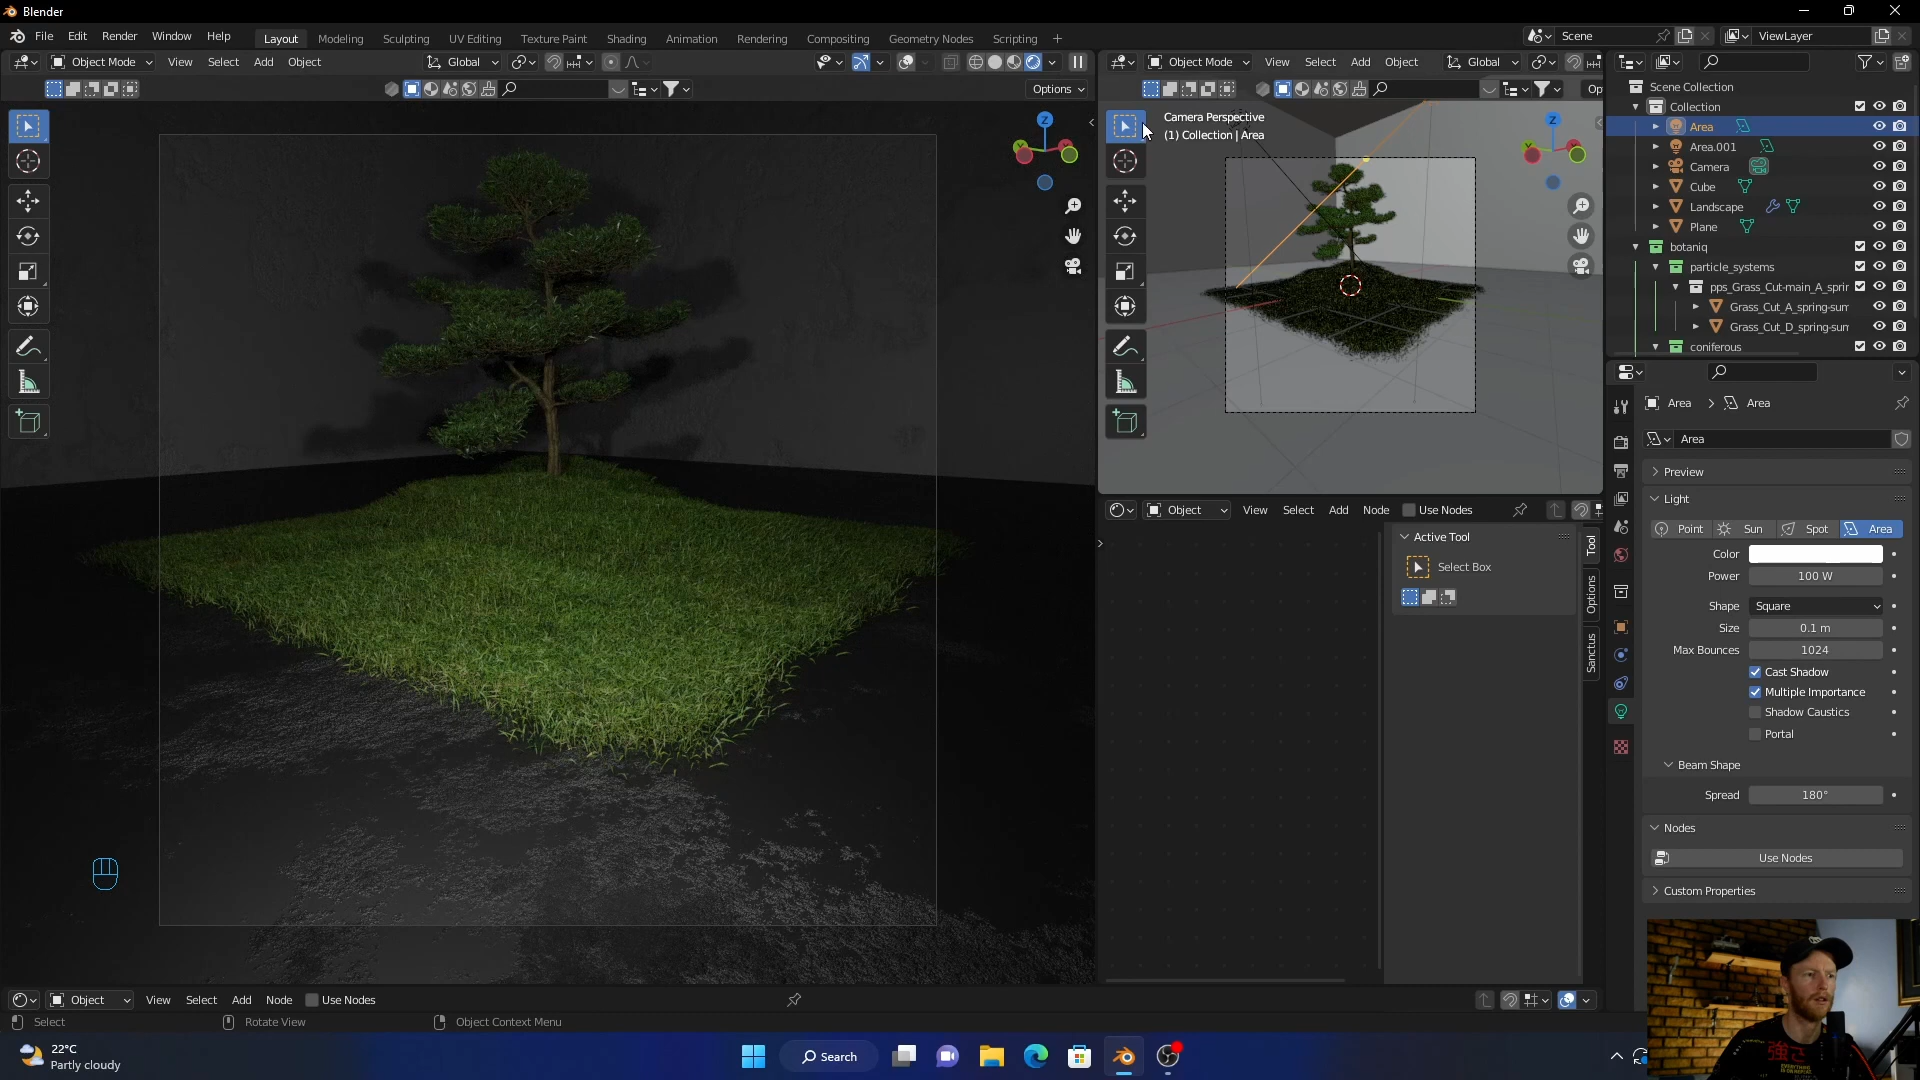 Blender
File Edit Render Window Help Layout Modeling Sculpting UV Editing Texture Paint Shading Animation Rendering Compositing Geometry Nodes Scripting + Scene ViewLayer
Object Mode View Select Add Object Global
Options
Object Mode View Select Add Object Global
Op
Camera Perspective
(1) Collection | Area
Z
Z
Scene Collection
Collection
Area
Area.001
Camera
Cube
Landscape
Plane
botaniq
particle_systems
pps_Grass_Cut-main_A_sprir
Grass_Cut_A_spring-sum
Grass_Cut_D_spring-sum
coniferous
Area > Area
Area
Preview
Light
Point Sun Spot Area
Color
Power 100 W
Shape Square
Size 0.1 m
Max Bounces 1024
Cast Shadow
Multiple Importance
Shadow Caustics
Portal
Beam Shape
Spread 180°
Nodes
Use Nodes
Custom Properties
Object View Select Add Node Use Nodes
Active Tool
Select Box
Tool
Options
Sanctus
Object View Select Add Node Use Nodes
Select Rotate View Object Context Menu
22°C
Partly cloudy
Search